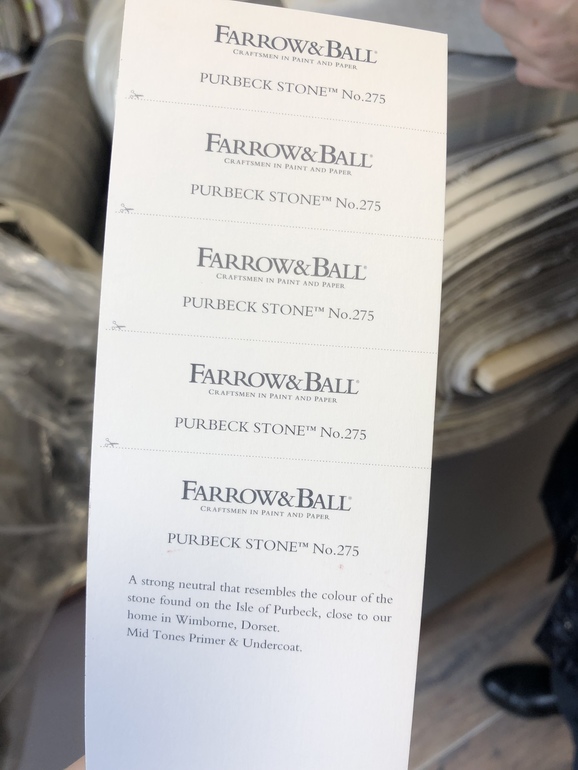 FARROW&BALL®
CRAFTSMEN IN PAINT AND PAPER
PURBECK STONE™ No.275
FARROW&BALL®
CRAFTSMEN IN PAINT AND PAPER
PURBECK STONE™ No.275
FARROW&BALL®
CRAFTSMEN IN PAINT AND PAPER
PURBECK STONE™ No.275
FARROW&BALL®
CRAFTSMEN IN PAINT AND PAPER
PURBECK STONE™ No.275
FARROW&BALL®
CRAFTSMEN IN PAINT AND PAPER
PURBECK STONE™ No.275
A strong neutral that resembles the colour of the
stone found on the Isle of Purbeck, close to our
home in Wimborne, Dorset.
Mid Tones Primer & Undercoat.